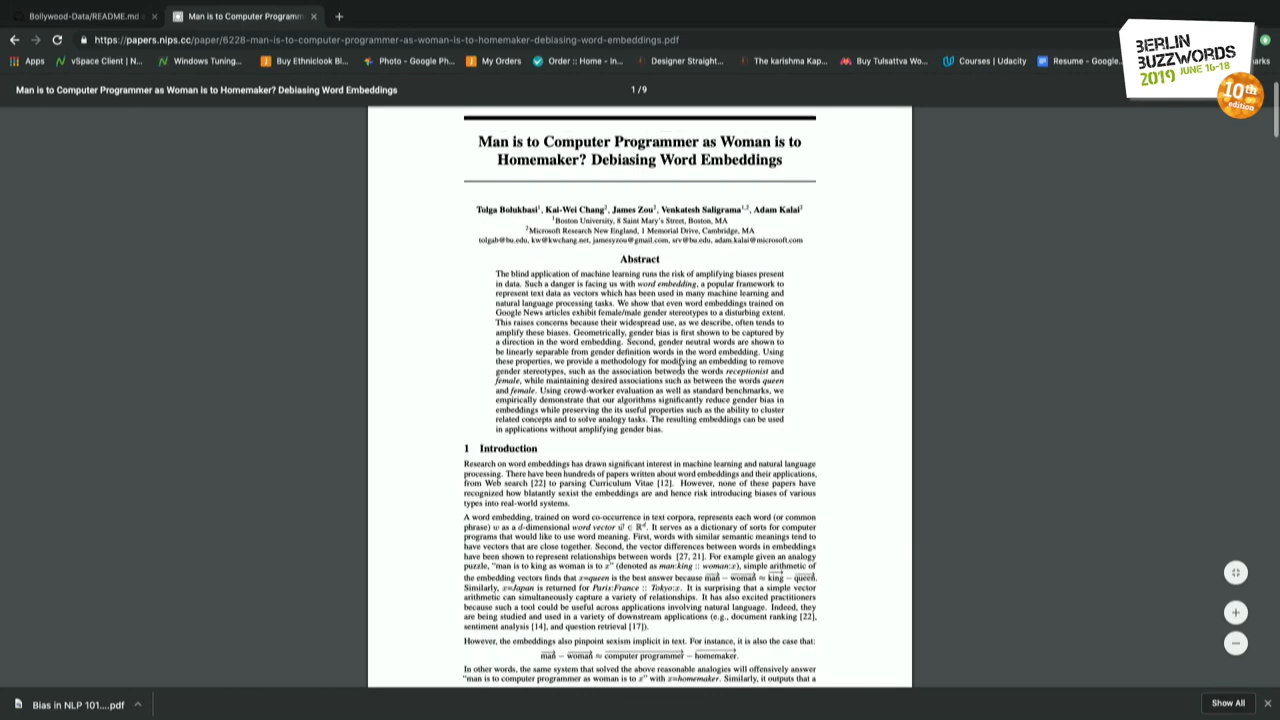 Bollywood-Data/README.md
Man is to Computer Programm
https://papers.nips.cc/paper/6228-man-is-to-computer-programmer-as-woman-is-to-homemaker-debiasing-word-embeddings.pdf
Apps
vSpace Client | N...
Windows Tuning...
Buy Ethniclook Bl...
Photo - Google Ph...
My Orders
Order :: Home - In...
Designer Straight...
The karishma Kap...
Buy Tulsattva Wo...
Courses | Udacity
Resume - Google
BERLIN
BUZZWORDS
2019 JUNE 16-18
10th
edition
Man is to Computer Programmer as Woman is to Homemaker? Debiasing Word Embeddings
1 / 9
Man is to Computer Programmer as Woman is to
Homemaker? Debiasing Word Embeddings
Tolga Bolukbasi1, Kai-Wei Chang2, James Zou2, Venkatesh Saligrama1,2, Adam Kalai2
1Boston University, 8 Saint Mary's Street, Boston, MA
2Microsoft Research New England, 1 Memorial Drive, Cambridge, MA
tolgab@bu.edu, kw@kwchang.net, jamesyzou@gmail.com, srv@bu.edu, adam.kalai@microsoft.com
Abstract
The blind application of machine learning runs the risk of amplifying biases present
in data. Such a danger is facing us with word embedding, a popular framework to
represent text data as vectors which has been used in many machine learning and
natural language processing tasks. We show that even word embeddings trained on
Google News articles exhibit female/male gender stereotypes to a disturbing extent.
This raises concerns because their widespread use, as we describe, often tends to
amplify these biases. Geometrically, gender bias is first shown to be captured by
a direction in the word embedding. Second, gender neutral words are shown to
be linearly separable from gender definition words in the word embedding. Using
these properties, we provide a methodology for modifying an embedding to remove
gender stereotypes, such as the association between the words receptionist and
female, while maintaining desired associations such as between the words queen
and female. Using crowd-worker evaluation as well as standard benchmarks, we
empirically demonstrate that our algorithms significantly reduce gender bias in
embeddings while preserving the its useful properties such as the ability to cluster
related concepts and to solve analogy tasks. The resulting embeddings can be used
in applications without amplifying gender bias.
1 Introduction
Research on word embeddings has drawn significant interest in machine learning and natural language
processing. There have been hundreds of papers written about word embeddings and their applications,
from Web search [22] to parsing Curriculum Vitae [12]. However, none of these papers have
recognized how blatantly sexist the embeddings are and hence risk introducing biases of various
types into real-world systems.
A word embedding, trained on word co-occurrence in text corpora, represents each word (or common
phrase) w as a d-dimensional word vector w⃗ ∈ ℝd. It serves as a dictionary of sorts for computer
programs that would like to use word meaning. First, words with similar semantic meanings tend to
have vectors that are close together. Second, the vector differences between words in embeddings
have been shown to represent relationships between words [27, 21]. For example given an analogy
puzzle, "man is to king as woman is to x" (denoted as man:king :: woman:x), simple arithmetic of
the embedding vectors finds that x=queen is the best answer because man − woman ≈ king − queen.
Similarly, x=Japan is returned for Paris:France :: Tokyo:x. It is surprising that a simple vector
arithmetic can simultaneously capture a variety of relationships. It has also excited practitioners
because such a tool could be useful across applications involving natural language. Indeed, they
are being studied and used in a variety of downstream applications (e.g., document ranking [22],
sentiment analysis [14], and question retrieval [17]).
However, the embeddings also pinpoint sexism implicit in text. For instance, it is also the case that:
man − woman ≈ computer programmer − homemaker.
In other words, the same system that solved the above reasonable analogies will offensively answer
"man is to computer programmer as woman is to x" with x=homemaker. Similarly, it outputs that a
Bias in NLP 101....pdf
Show All